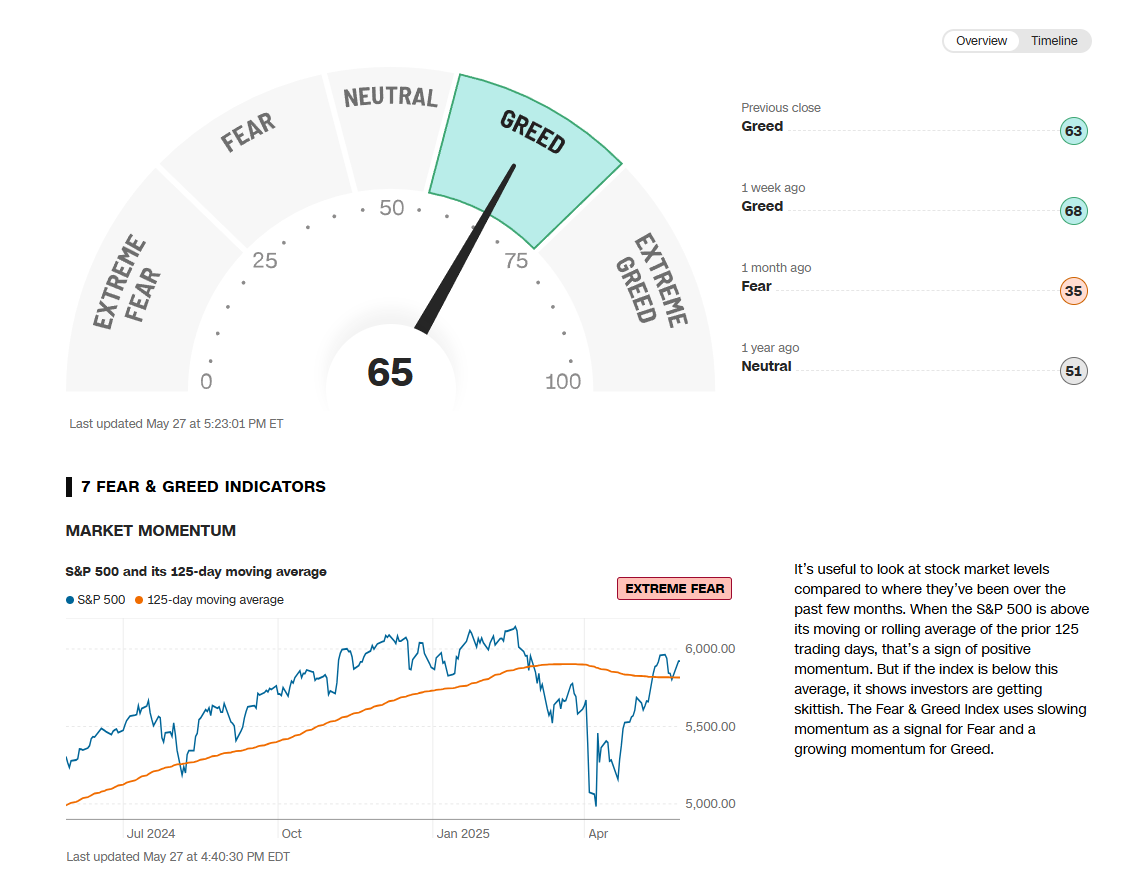 Overview
Timeline
EXTREME
FEAR
FEAR
NEUTRAL
GREED
EXTREME
GREED
0
25
50
75
100
65
Last updated May 27 at 5:23:01 PM ET
Previous close
Greed
63
1 week ago
Greed
68
1 month ago
Fear
35
1 year ago
Neutral
51
7 FEAR & GREED INDICATORS
MARKET MOMENTUM
S&P 500 and its 125-day moving average
S&P 500
125-day moving average
EXTREME FEAR
6,000.00
5,500.00
5,000.00
Jul 2024
Oct
Jan 2025
Apr
Last updated May 27 at 4:40:30 PM EDT
It’s useful to look at stock market levels
compared to where they’ve been over the
past few months. When the S&P 500 is above
its moving or rolling average of the prior 125
trading days, that’s a sign of positive
momentum. But if the index is below this
average, it shows investors are getting
skittish. The Fear & Greed Index uses slowing
momentum as a signal for Fear and a
growing momentum for Greed.